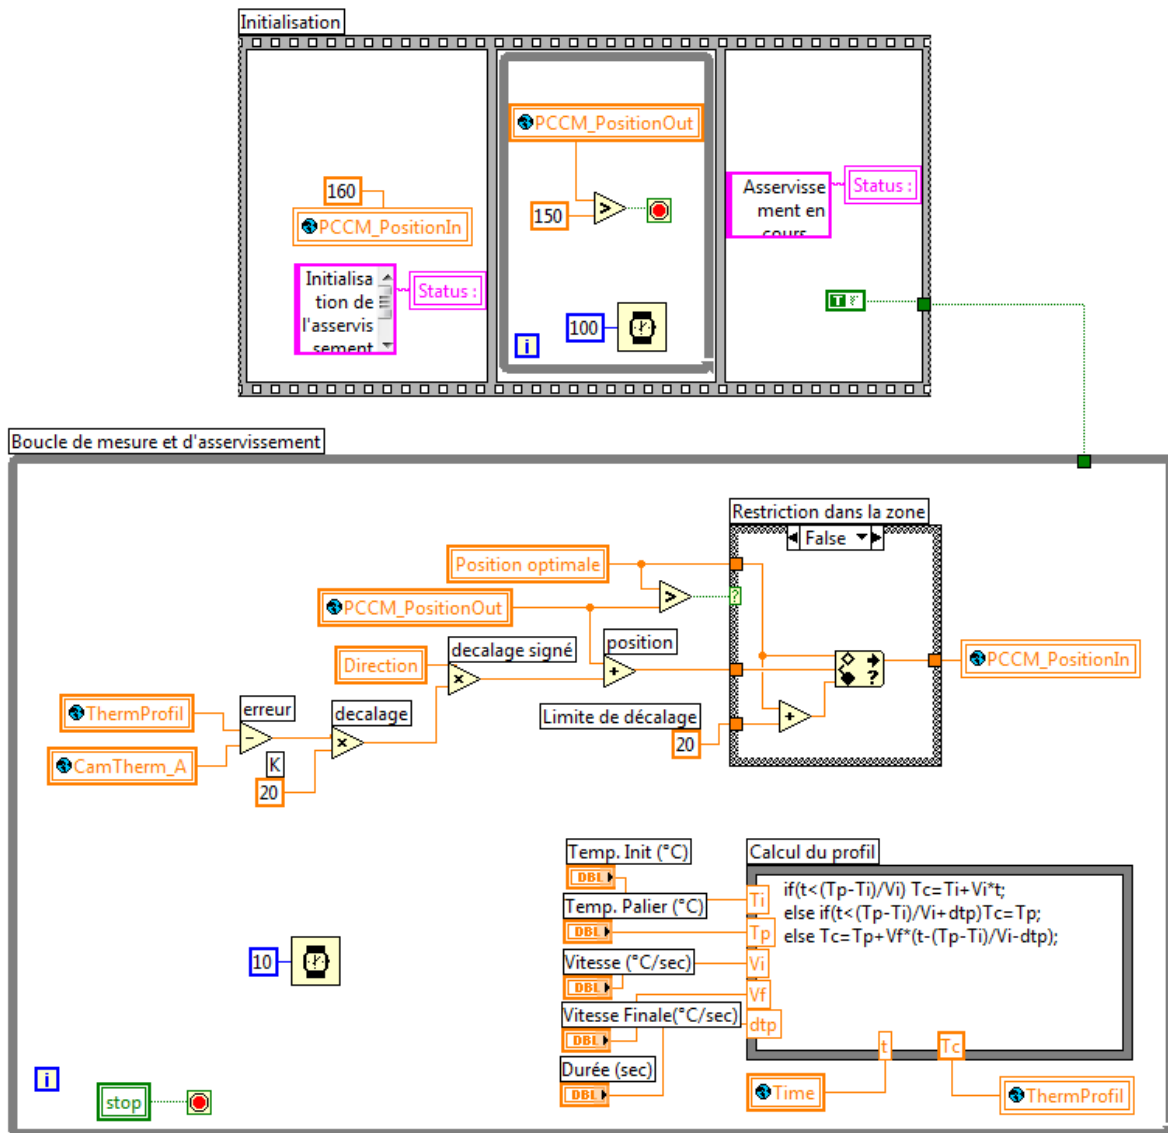 Initialisation
160
PCCM_PositionIn
Initialisa
tion de
l'asservis
sement
Status :
PCCM_PositionOut
150
100
i
Asservisse
ment en
cours
Status :
T
Boucle de mesure et d'asservissement
Restriction dans la zone
False
Position optimale
PCCM_PositionOut
>
?
Direction
decalage signé
position
PCCM_PositionIn
ThermProfil
erreur
decalage
Limite de décalage
20
CamTherm_A
K
20
Temp. Init (°C)
DBL
Temp. Palier (°C)
DBL
Vitesse (°C/sec)
DBL
Vitesse Finale(°C/sec)
DBL
Durée (sec)
DBL
Calcul du profil
Ti
Tp
Vi
Vf
dtp
if(t<(Tp-Ti)/Vi) Tc=Ti+Vi*t;
else if(t<(Tp-Ti)/Vi+dtp)Tc=Tp;
else Tc=Tp+Vf*(t-(Tp-Ti)/Vi-dtp);
t
Tc
Time
ThermProfil
10
i
stop